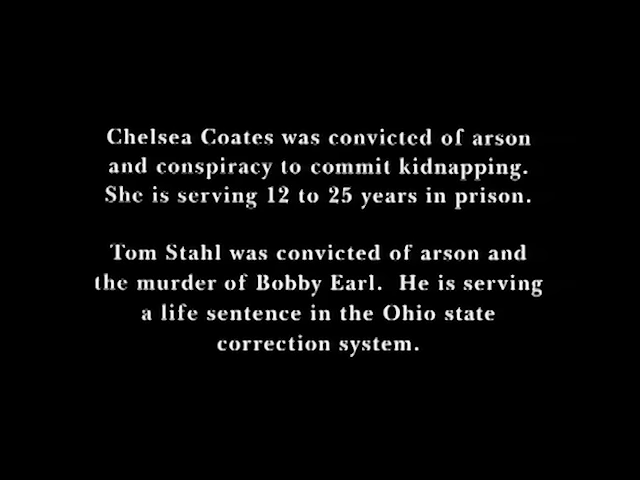 Chelsea Coates was convicted of arson
and conspiracy to commit kidnapping.
She is serving 12 to 25 years in prison.
Tom Stahl was convicted of arson and
the murder of Bobby Earl. He is serving
a life sentence in the Ohio state
correction system.